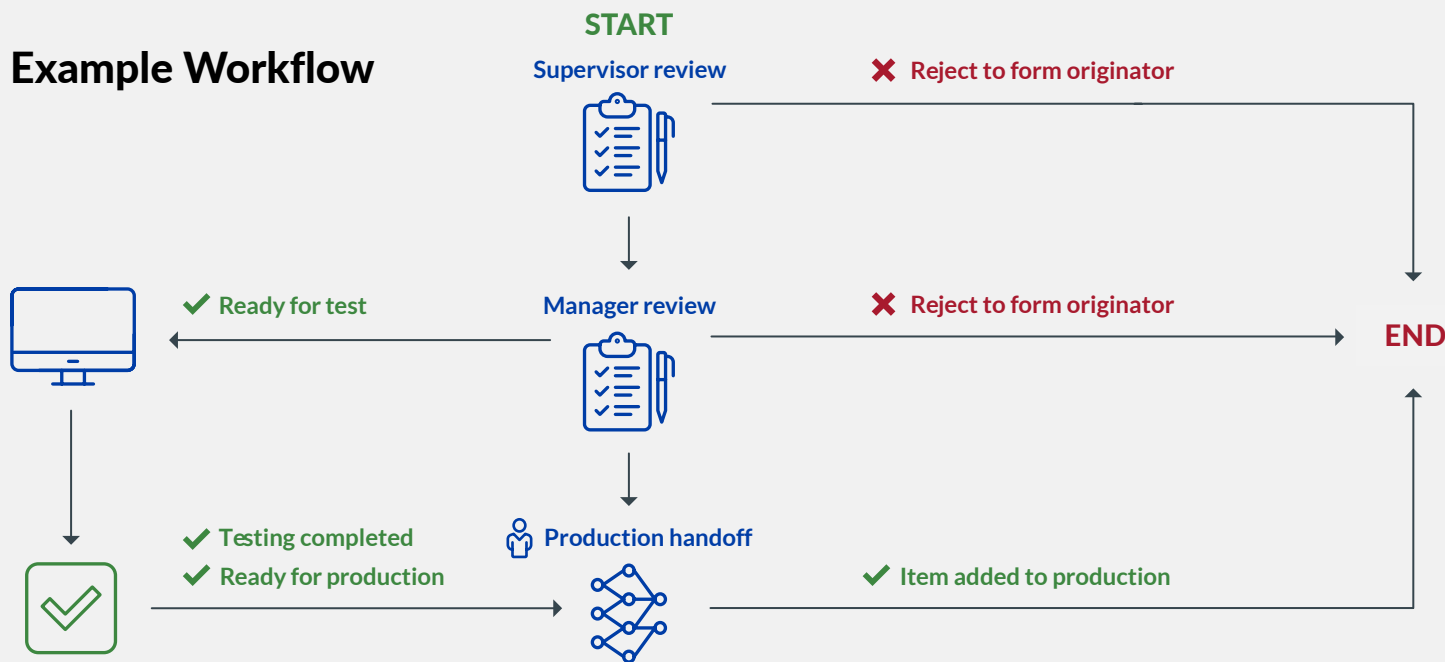 START
Example Workflow
Supervisor review
Reject to form originator
Ready for test
Manager review
Reject to form originator
END
Testing completed
Ready for production
Production handoff
Item added to production